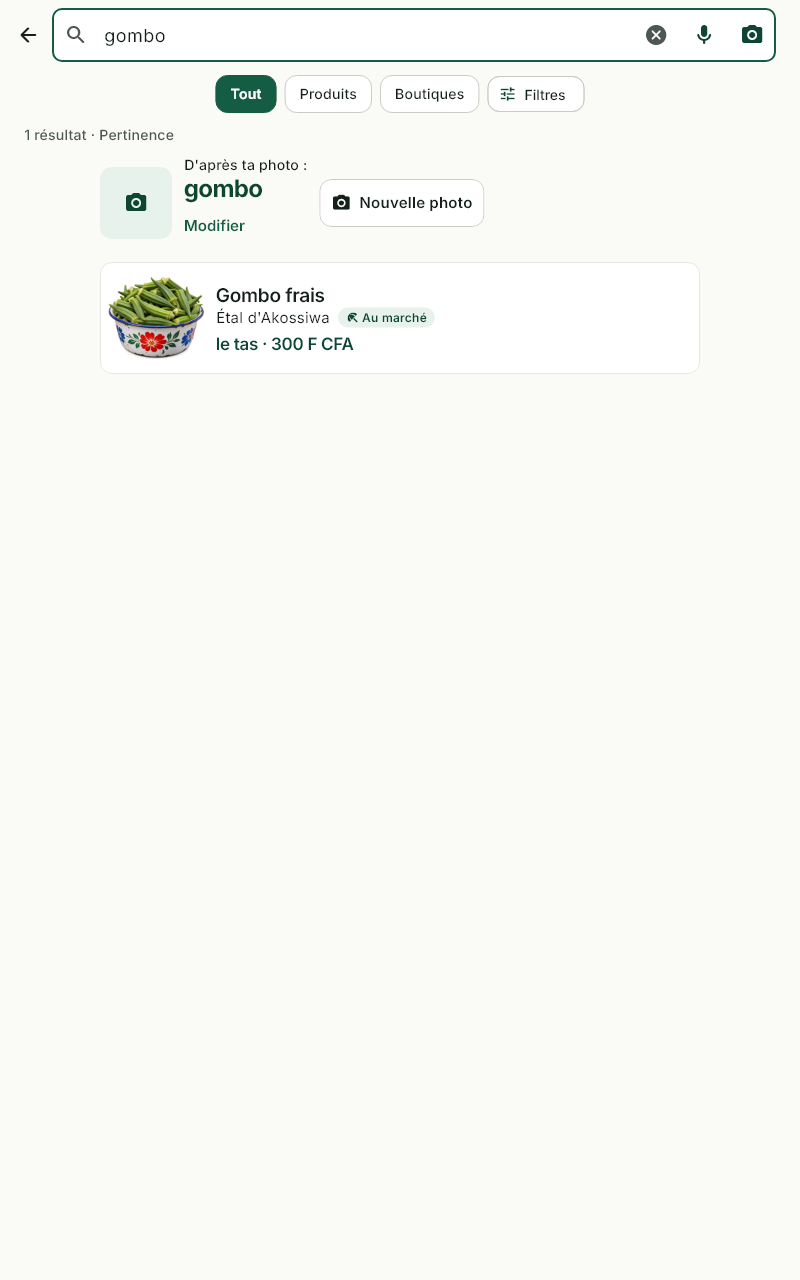 gombo
Tout
Produits
Boutiques
Filtres
1 résultat · Pertinence
D'après ta photo :
gombo
Modifier
Nouvelle photo
Gombo frais
Étal d'Akossiwa
Au marché
le tas · 300 F CFA